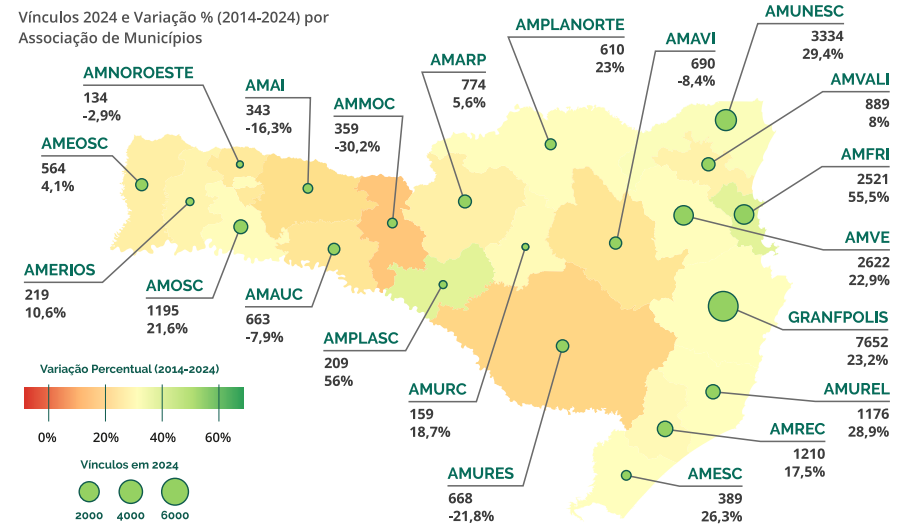 Vínculos 2024 e Variação % (2014-2024) por
Associação de Municípios
AMNOROESTE
134
-2,9%
AMAI
343
-16,3%
AMMOC
359
-30,2%
AMARP
774
5,6%
AMPLANORTE
610
23%
AMAVI
690
-8,4%
AMUNESC
3334
29,4%
AMVALI
889
8%
AMEOSC
564
4,1%
AMFRI
2521
55,5%
AMVE
2622
22,9%
AMERIOS
219
10,6%
AMOSC
1195
21,6%
AMAUC
663
-7,9%
AMPLASC
209
56%
GRANFPOLIS
7652
23,2%
AMURC
159
18,7%
AMUREL
1176
28,9%
AMREC
1210
17,5%
AMURES
668
-21,8%
AMESC
389
26,3%
Variação Percentual (2014-2024)
0% 20% 40% 60%
Vínculos em 2024
2000 4000 6000